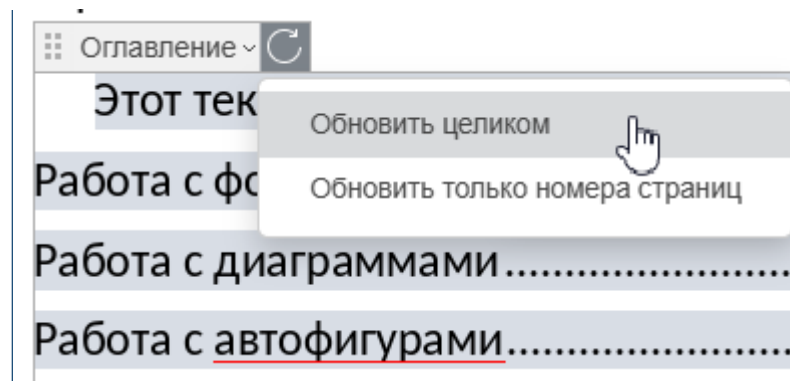 Оглавление
Этот тек
Обновить целиком
Работа с фо
Обновить только номера страниц
Работа с диаграммами......................
Работа с автофигурами......................